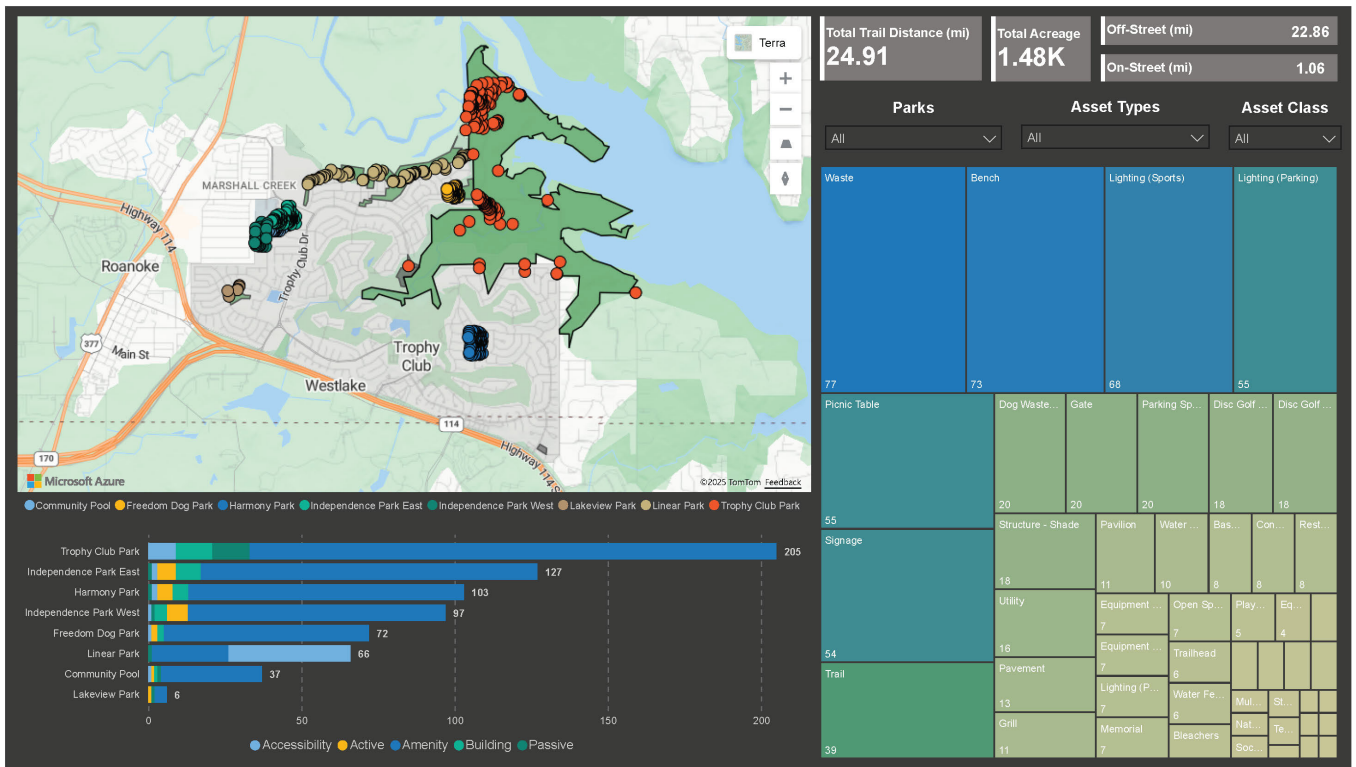 Terra
MARSHALL CREEK
Highway 114
Roanoke
Trophy Club Dr
377
Main St
Trophy
Club
Westlake
114
170
Highway 114 S
Microsoft Azure
©2025 TomTom Feedback
Community Pool Freedom Dog Park Harmony Park Independence Park East Independence Park West Lakeview Park Linear Park Trophy Club Park
Trophy Club Park 205
Independence Park East 127
Harmony Park 103
Independence Park West 97
Freedom Dog Park 72
Linear Park 66
Community Pool 37
Lakeview Park 6
0 50 100 150 200
Accessibility Active Amenity Building Passive
Total Trail Distance (mi)
24.91
Total Acreage
1.48K
Off-Street (mi) 22.86
On-Street (mi) 1.06
Parks Asset Types Asset Class
All All All
Waste
77
Bench
73
Lighting (Sports)
68
Lighting (Parking)
55
Picnic Table
55
Signage
54
Trail
39
Dog Waste...
20
Gate
20
Parking Sp...
20
Disc Golf ...
18
Disc Golf ...
18
Structure - Shade
18
Utility
16
Pavement
13
Grill
11
Pavilion
11
Water ...
10
Bas...
8
Con...
8
Rest...
8
Equipment ...
7
Equipment ...
7
Lighting (P...
7
Memorial
7
Open Sp...
7
Trailhead
6
Water Fe...
6
Bleachers
Play...
5
Eq...
4
Mul...
Nat...
Soc...
St...
Te...